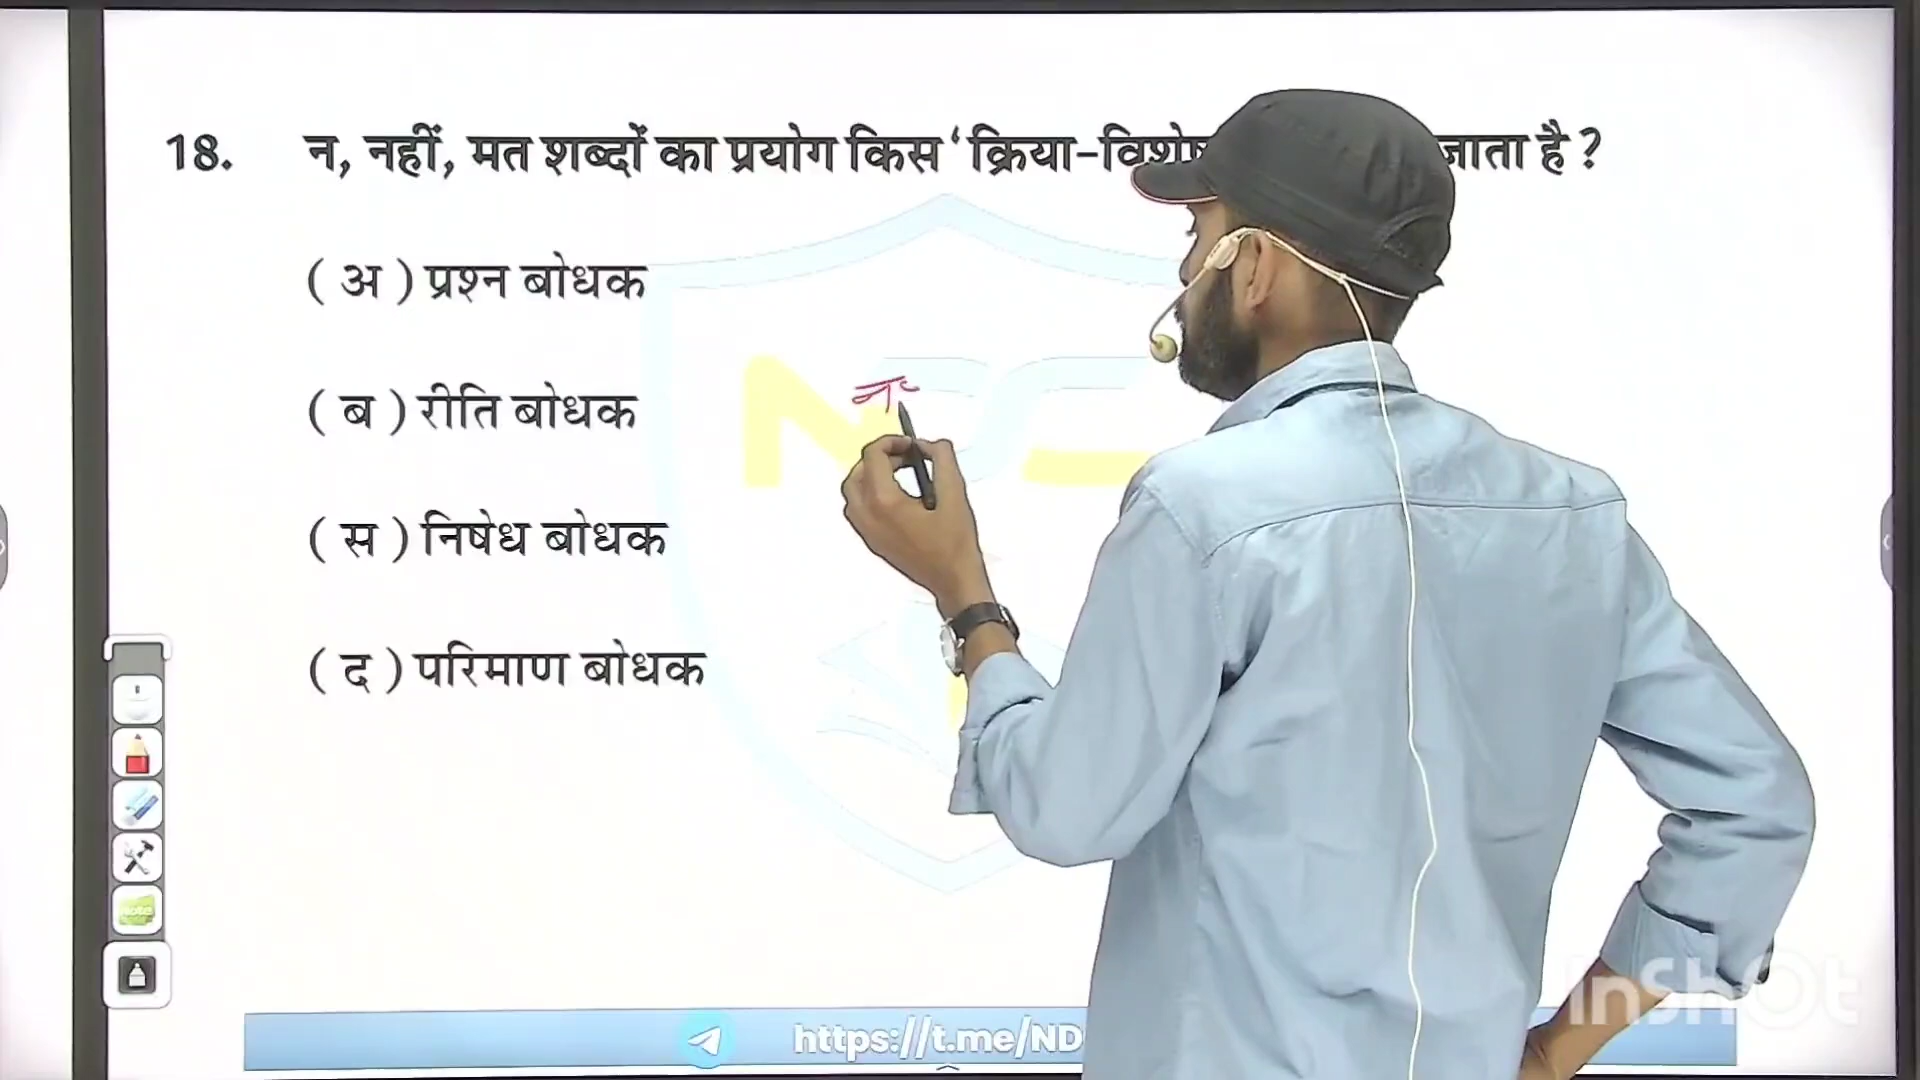 18. न, नहीं, मत शब्दों का प्रयोग किस ‘क्रिया-विशे जाता है ?
( अ ) प्रश्न बोधक
( ब ) रीति बोधक
( स ) निषेध बोधक
( द ) परिमाण बोधक
https://t.me/ND
InShOt